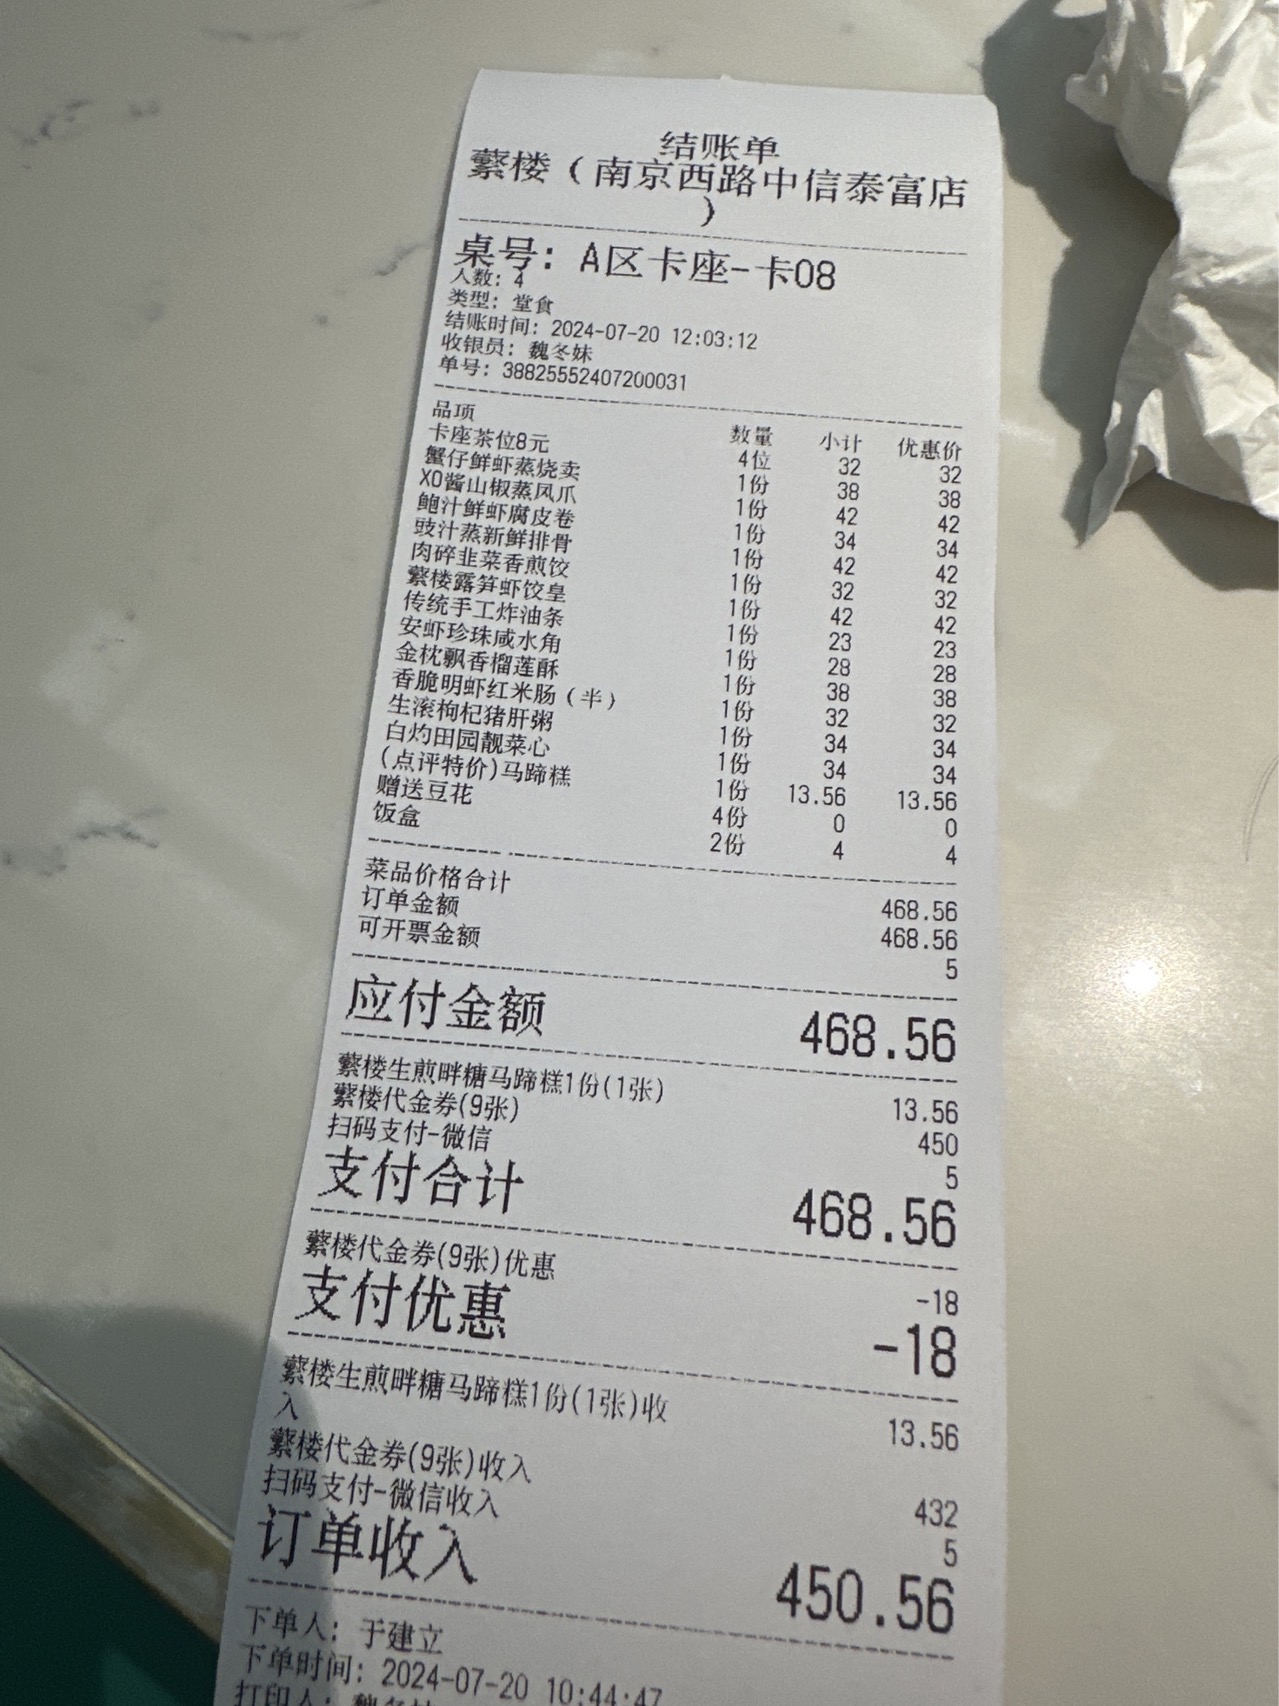 结账单
蘩楼（南京西路中信泰富店
）
桌号: A区卡座-卡08
人数: 4
类型: 堂食
结账时间: 2024-07-20 12:03:12
收银员: 魏冬妹
单号: 38825552407200031
品项 数量 小计 优惠价
卡座茶位8元 4位 32 32
蟹仔鲜虾蒸烧卖 1份 38 38
XO酱山椒蒸凤爪 1份 42 42
鲍汁鲜虾腐皮卷 1份 34 34
豉汁蒸新鲜排骨 1份 42 42
肉碎韭菜香煎饺 1份 32 32
蘩楼露笋虾饺皇 1份 42 42
传统手工炸油条 1份 23 23
安虾珍珠咸水角 1份 28 28
金枕飘香榴莲酥 1份 38 38
香脆明虾红米肠（半） 1份 32 32
生滚枸杞猪肝粥 1份 34 34
白灼田园靓菜心 1份 34 34
(点评特价)马蹄糕 1份 13.56 13.56
赠送豆花 4份 0 0
饭盒 2份 4 4
菜品价格合计 468.56
订单金额 468.56
可开票金额 5
应付金额 468.56
蘩楼生煎畔糖马蹄糕1份(1张) 13.56
蘩楼代金券(9张) 450
扫码支付-微信 5
支付合计 468.56
蘩楼代金券(9张)优惠 -18
支付优惠 -18
蘩楼生煎畔糖马蹄糕1份(1张)收
入 13.56
蘩楼代金券(9张)收入 432
扫码支付-微信收入 5
订单收入 450.56
下单人: 于建立
下单时间: 2024-07-20 10:44:47
打印人: 魏冬妹